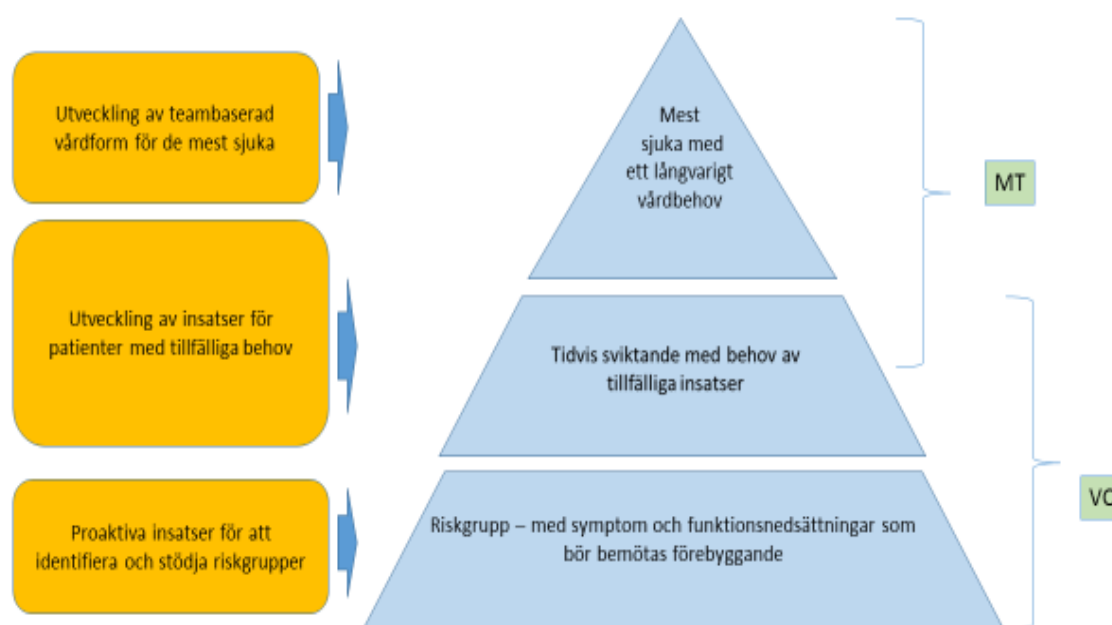 Utveckling av teambaserad
vårdform för de mest sjuka
Mest
sjuka med
ett långvarigt
vårdbehov
MT
Utveckling av insatser för
patienter med tillfälliga behov
Tidvis sviktande med behov av
tillfälliga insatser
Proaktiva insatser för att
identifiera och stödja riskgrupper
Riskgrupp – med symptom och funktionsnedsättningar som
bör bemötas förebyggande